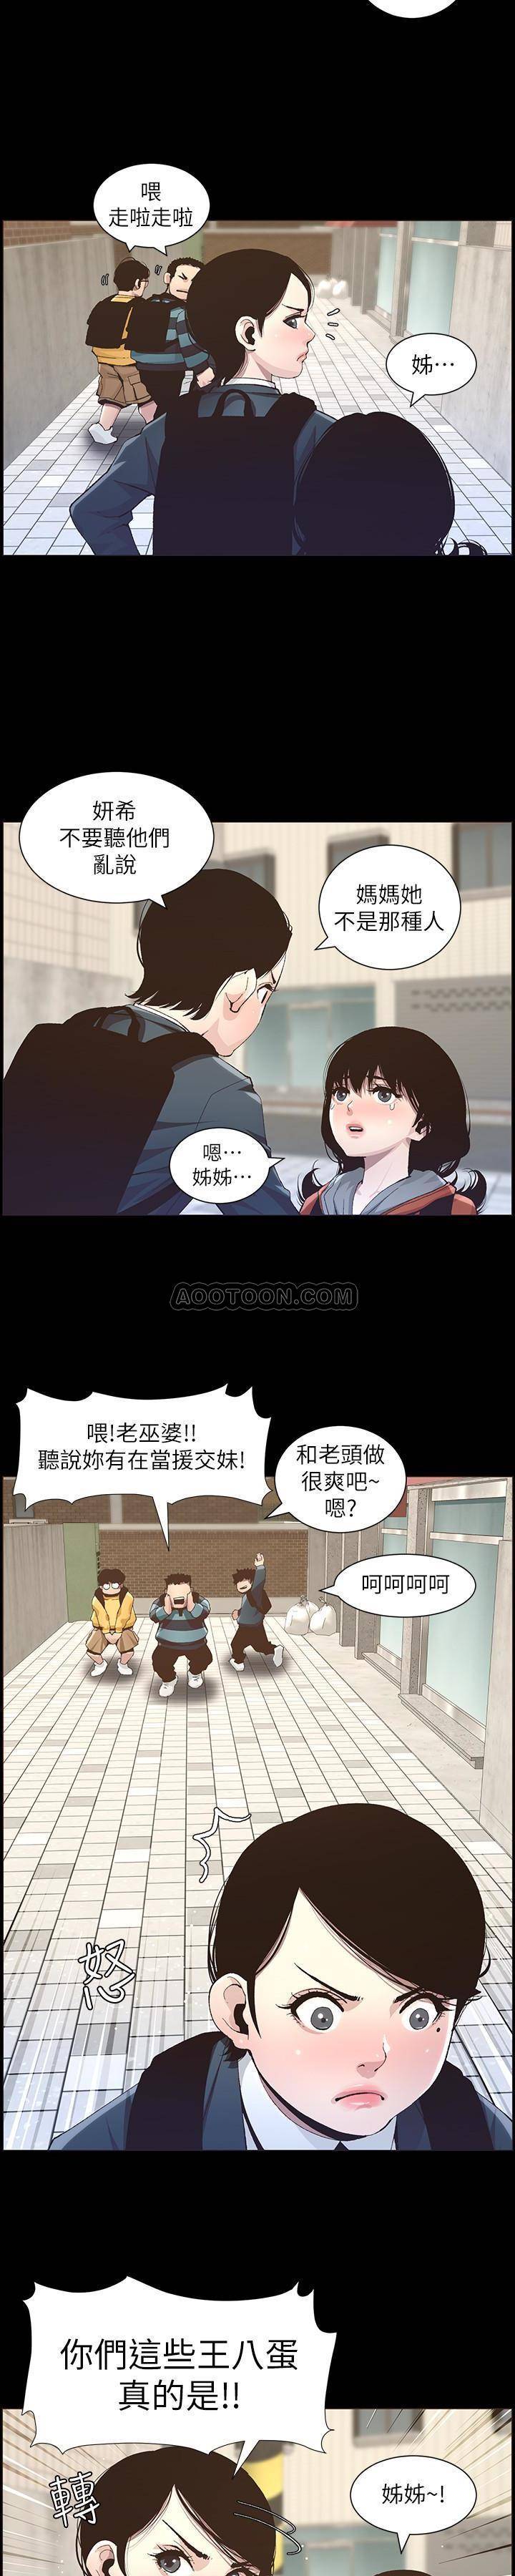 喂
走啦走啦
姊…
妍希
不要聽他們
亂說
媽媽她
不是那種人
嗯…
姊姊…
AOOTOON.COM
喂!老巫婆!!
聽說妳有在當援交妹!
和老頭做
很爽吧~
嗯?
呵呵呵呵
怒
你們這些王八蛋
真的是!!
轉
姊姊~!